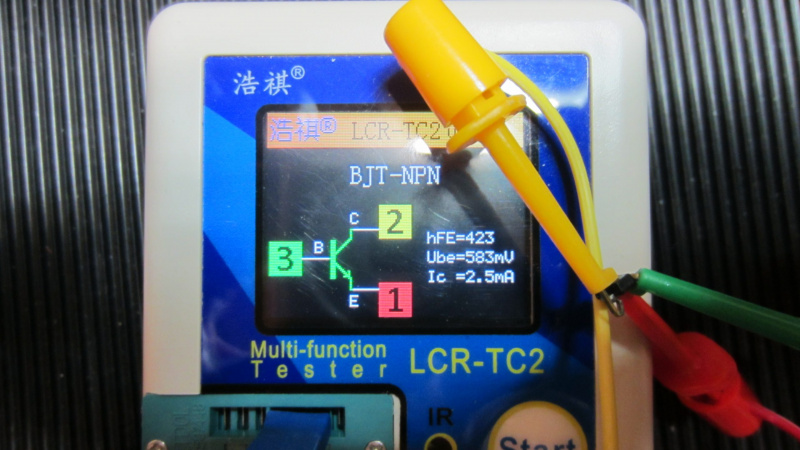 浩祺®
浩祺® LCR-TC2
BJT-NPN
C
2
3
B
E
1
hFE=423
Ube=583mV
Ic =2.5mA
Multi-function
Tester
LCR-TC2
IR
Start